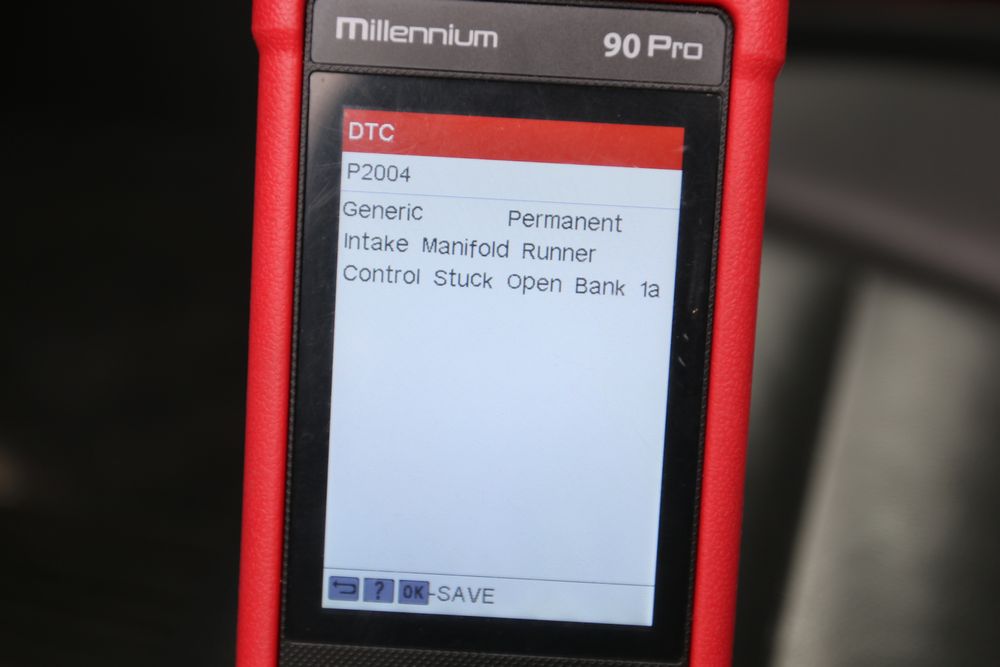 Millennium 90 Pro
DTC
P2004
Generic Permanent
Intake Manifold Runner
Control Stuck Open Bank 1a
? OK-SAVE